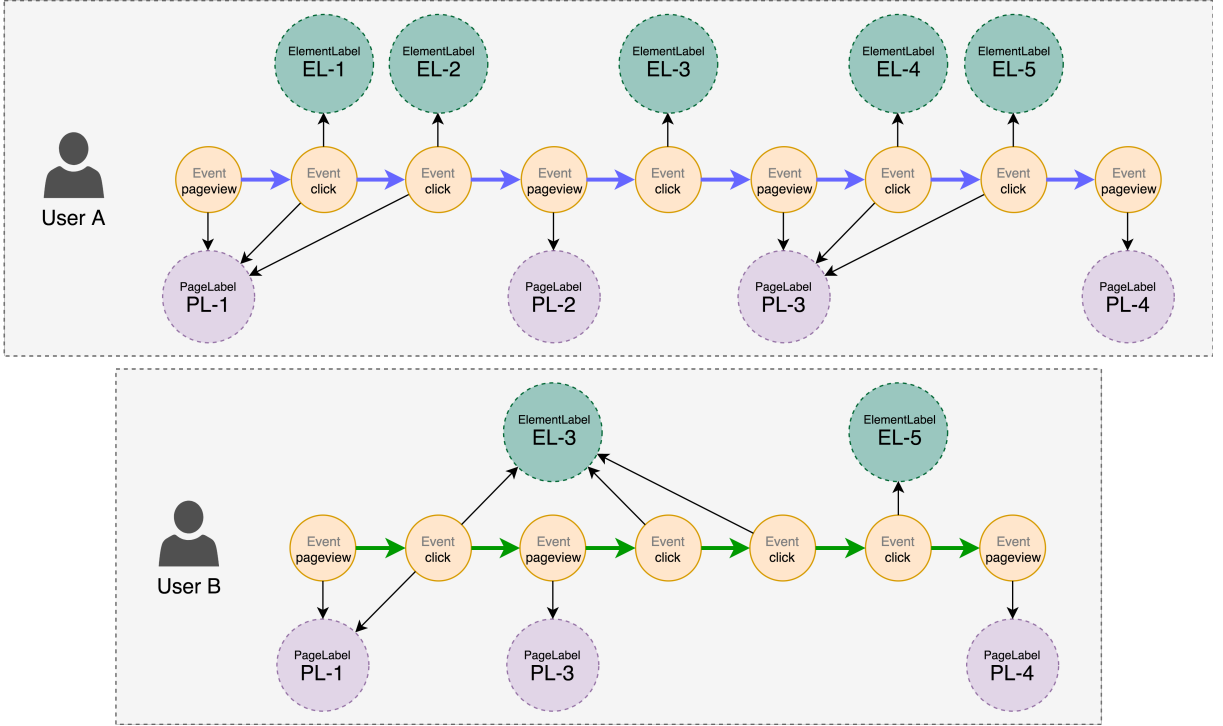 ElementLabel
EL-1
ElementLabel
EL-2
ElementLabel
EL-3
ElementLabel
EL-4
ElementLabel
EL-5
User A
Event
pageview
Event
click
Event
click
Event
pageview
Event
click
Event
pageview
Event
click
Event
click
Event
pageview
PageLabel
PL-1
PageLabel
PL-2
PageLabel
PL-3
PageLabel
PL-4
ElementLabel
EL-3
ElementLabel
EL-5
User B
Event
pageview
Event
click
Event
pageview
Event
click
Event
click
Event
click
Event
pageview
PageLabel
PL-1
PageLabel
PL-3
PageLabel
PL-4